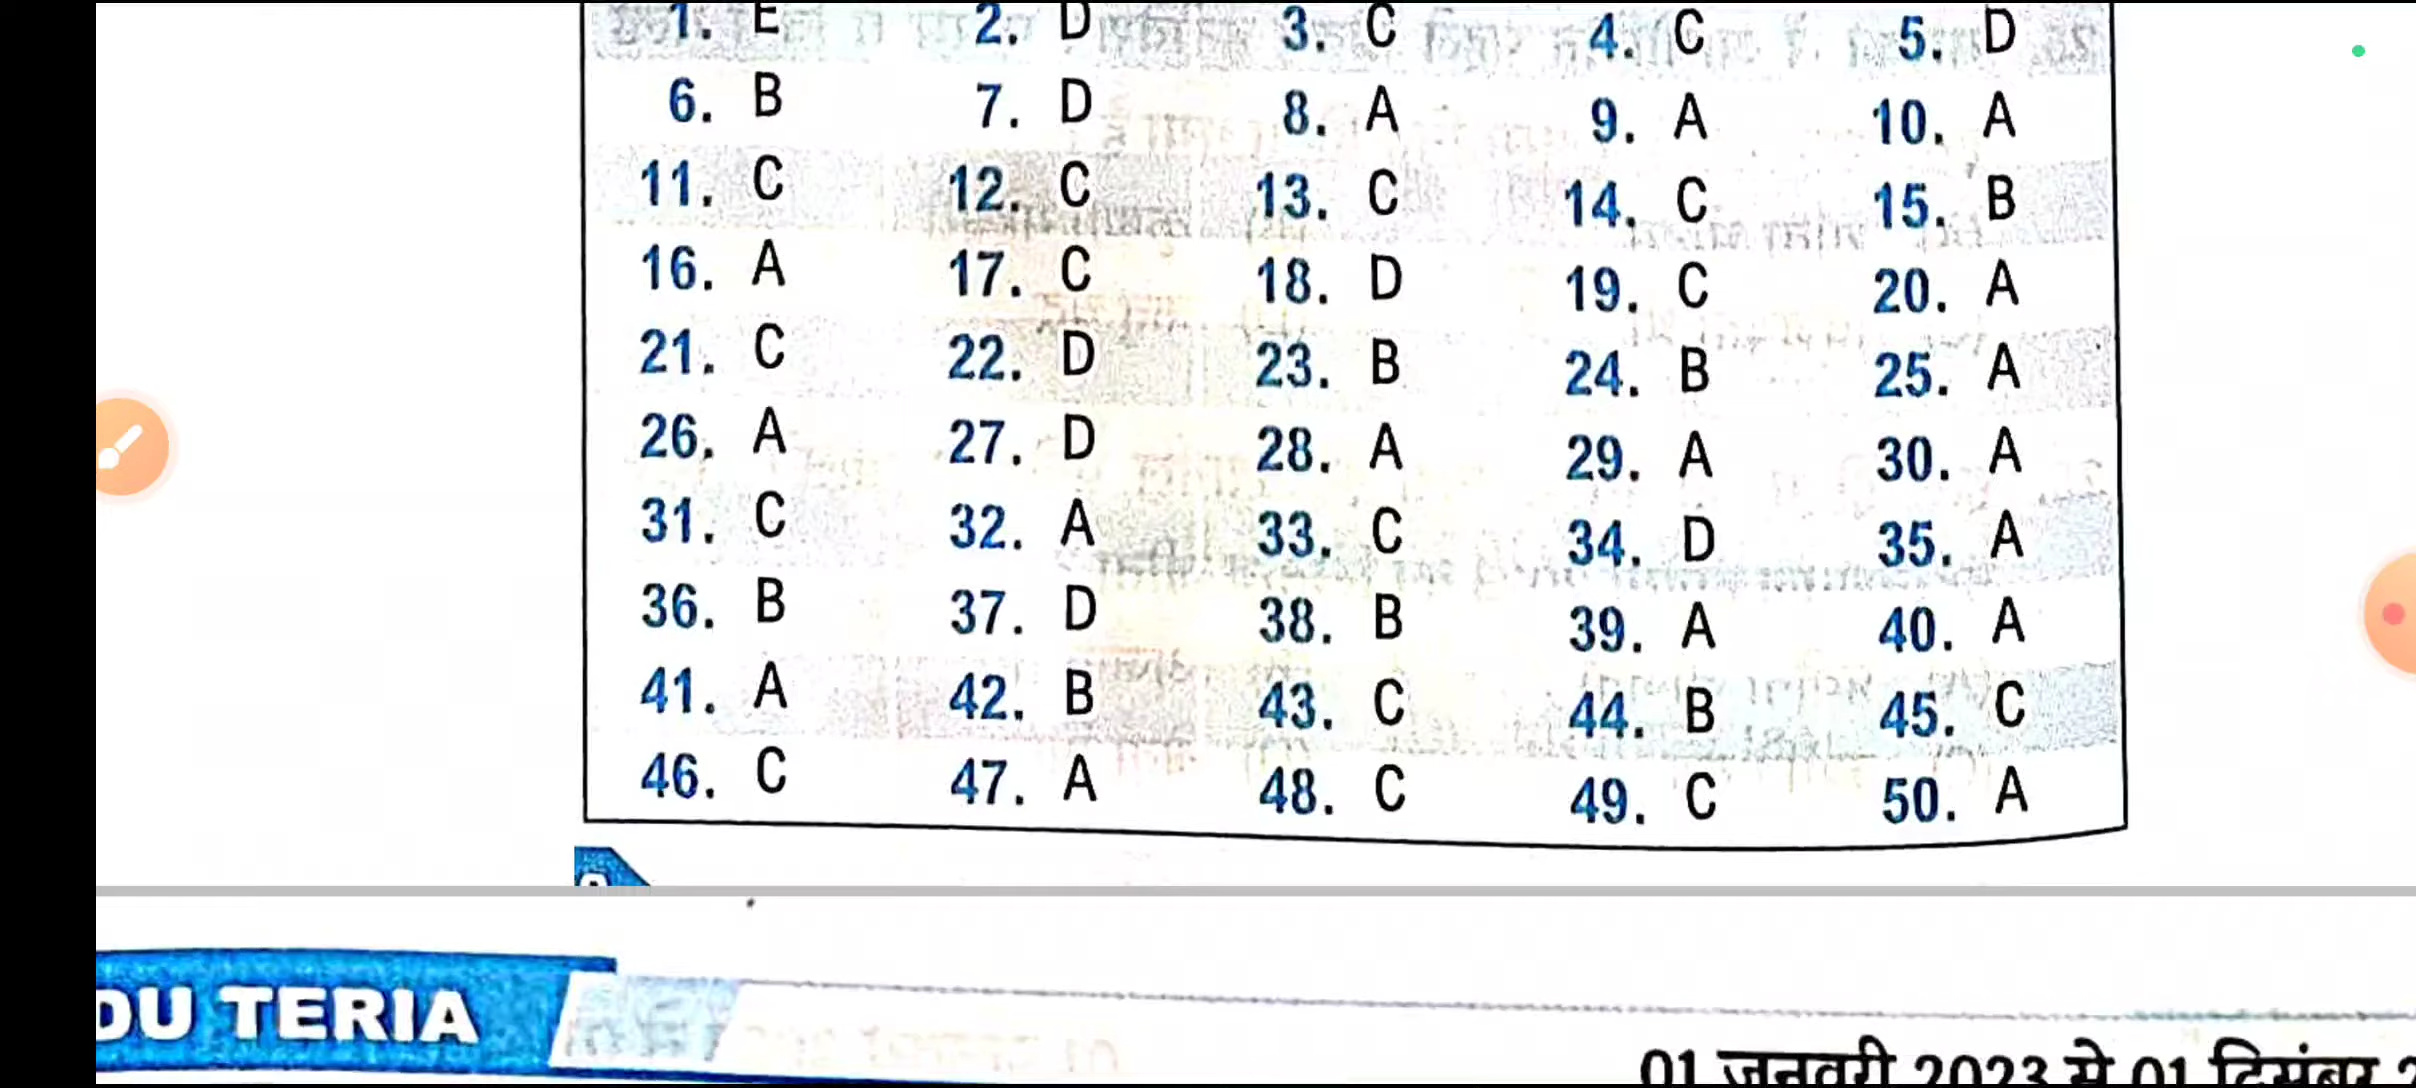 1. E 2. D 3. C 4. C 5. D
6. B 7. D 8. A 9. A 10. A
11. C 12. C 13. C 14. C 15. B
16. A 17. C 18. D 19. C 20. A
21. C 22. D 23. B 24. B 25. A
26. A 27. D 28. A 29. A 30. A
31. C 32. A 33. C 34. D 35. A
36. B 37. D 38. B 39. A 40. A
41. A 42. B 43. C 44. B 45. C
46. C 47. A 48. C 49. C 50. A
DU TERIA
01 जनवरी 2023 से 01 दिसंबर 2